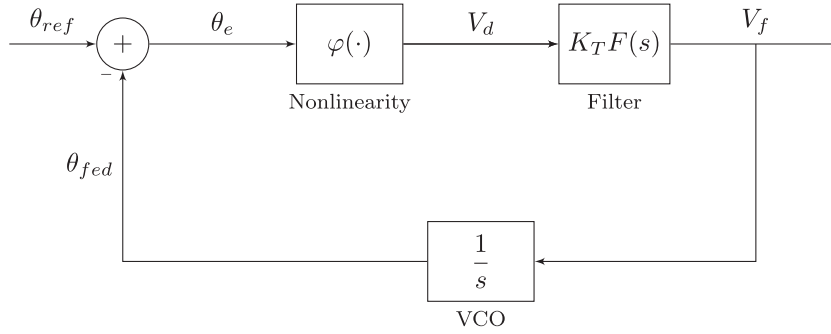 θ_ref
+
−
θ_e
φ(·)
Nonlinearity
V_d
K_T F(s)
Filter
V_f
θ_fed
1/s
VCO